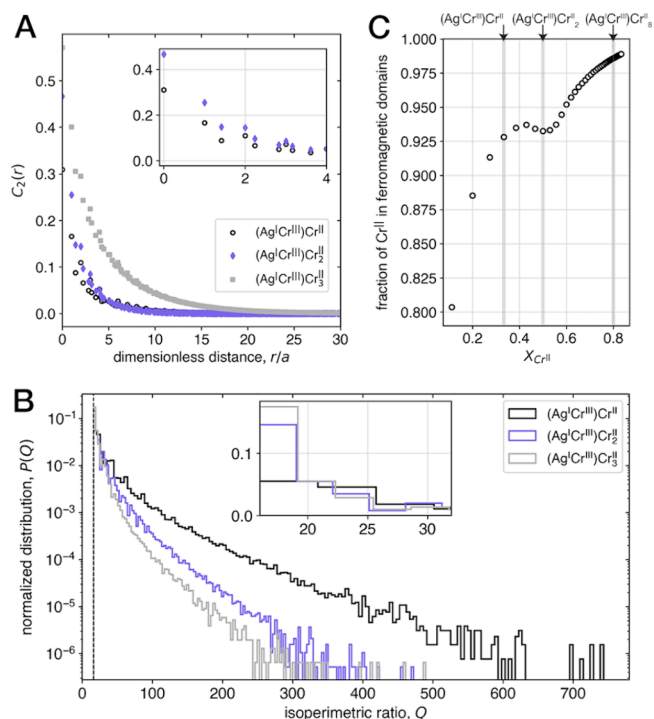 A
C₂(r)
0.6
0.5
0.4
0.3
0.2
0.1
0.0
0.4
0.2
0.0
0
2
4
(AgᴵCrᴵᴵᴵ)Crᴵᴵ
(AgᴵCrᴵᴵᴵ)Crᴵᴵ₂
(AgᴵCrᴵᴵᴵ)Crᴵᴵ₃
0 5 10 15 20 25 30
dimensionless distance, r/a
C
(AgᴵCrᴵᴵᴵ)Crᴵᴵ (AgᴵCrᴵᴵᴵ)Crᴵᴵ₂ (AgᴵCrᴵᴵᴵ)Crᴵᴵ₈
fraction of Crᴵᴵ in ferromagnetic domains
1.000
0.975
0.950
0.925
0.900
0.875
0.850
0.825
0.800
0.2 0.4 0.6 0.8
X_Crᴵᴵ
B
normalized distribution, P(Q)
10⁻¹
10⁻²
10⁻³
10⁻⁴
10⁻⁵
10⁻⁶
0.1
0.0
20 25 30
(AgᴵCrᴵᴵᴵ)Crᴵᴵ
(AgᴵCrᴵᴵᴵ)Crᴵᴵ₂
(AgᴵCrᴵᴵᴵ)Crᴵᴵ₃
0 100 200 300 400 500 600 700
isoperimetric ratio, Q